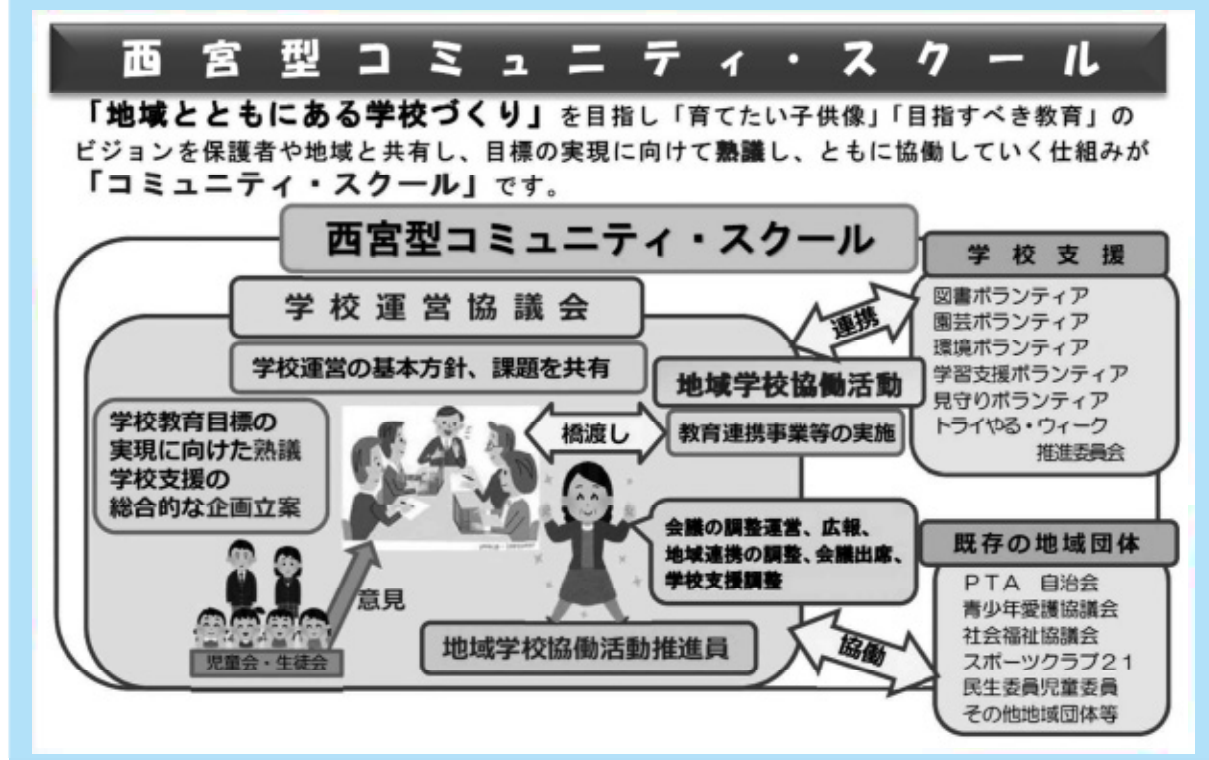 西宮型コミュニティ・スクール
「地域とともにある学校づくり」を目指し「育てたい子供像」「目指すべき教育」の
ビジョンを保護者や地域と共有し、目標の実現に向けて熟議し、ともに協働していく仕組みが
「コミュニティ・スクール」です。
西宮型コミュニティ・スクール
学校運営協議会
学校運営の基本方針、課題を共有
学校教育目標の
実現に向けた熟議
学校支援の
総合的な企画立案
橋渡し
連携
地域学校協働活動
教育連携事業等の実施
学校支援
図書ボランティア
園芸ボランティア
環境ボランティア
学習支援ボランティア
見守りボランティア
トライやる・ウィーク
推進委員会
会議の調整運営、広報、
地域連携の調整、会議出席、
学校支援調整
意見
児童会・生徒会
地域学校協働活動推進員
協働
既存の地域団体
PTA 自治会
青少年愛護協議会
社会福祉協議会
スポーツクラブ21
民生委員児童委員
その他地域団体等